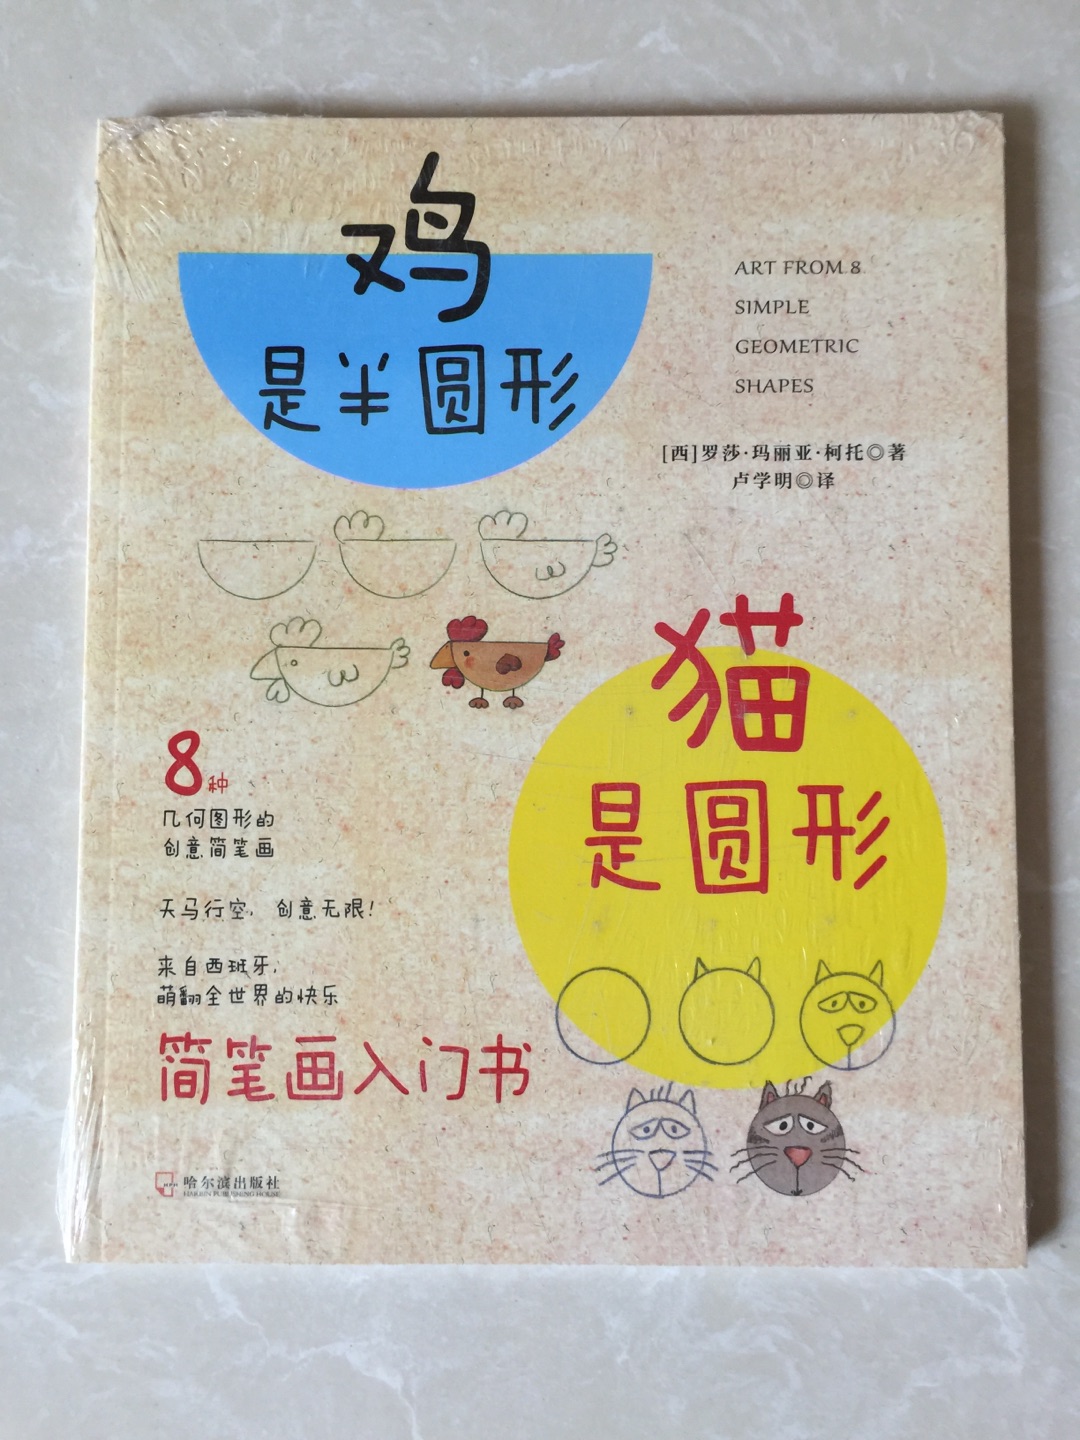 鸡
是半圆形
ART FROM 8
SIMPLE
GEOMETRIC
SHAPES
[西]罗莎·玛丽亚·柯托◎著
卢学明◎译
猫
是圆形
8种
几何图形的
创意简笔画
天马行空，创意无限！
来自西班牙，
萌翻全世界的快乐
简笔画入门书
哈尔滨出版社
HARBIN PUBLISHING HOUSE